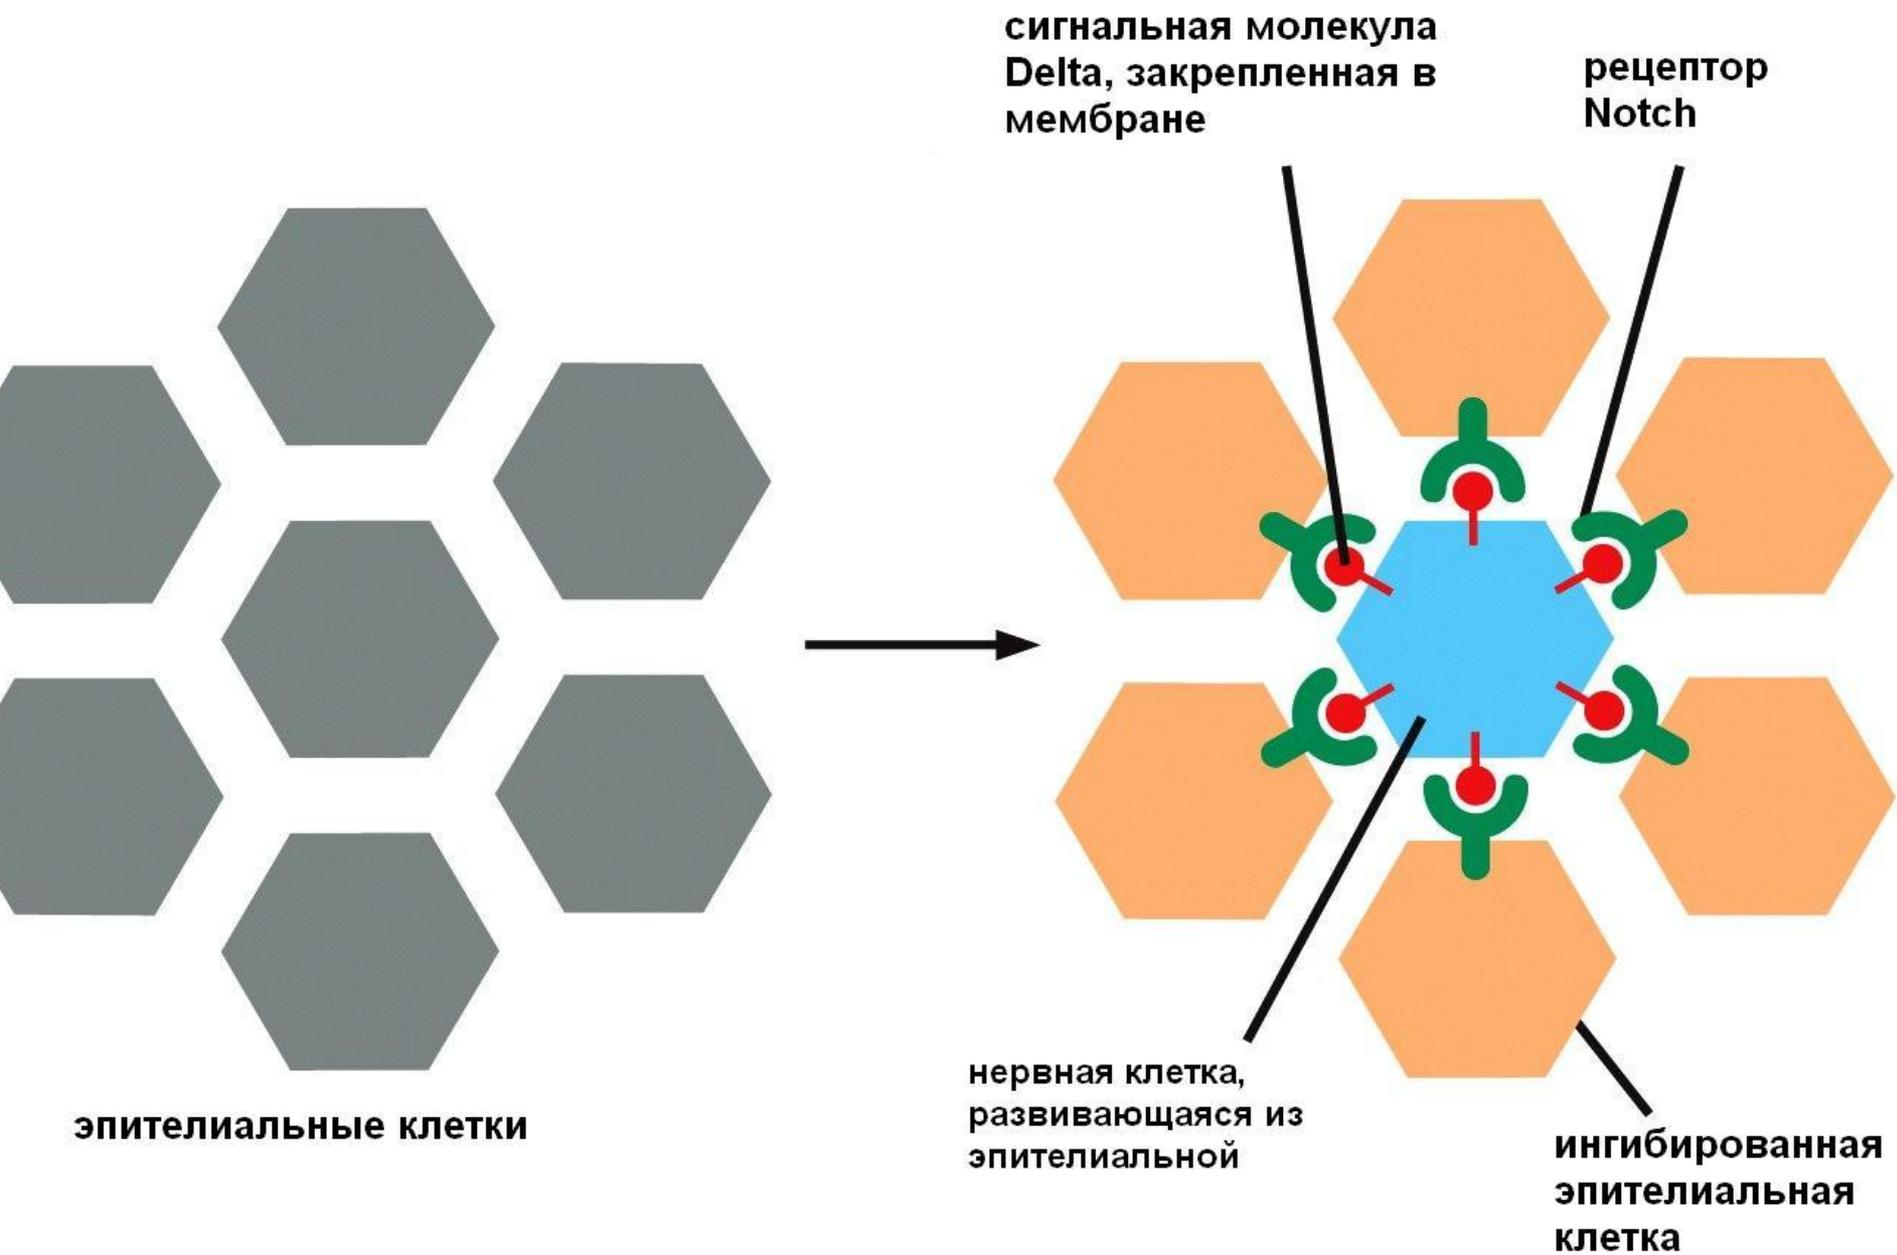 сигнальная молекула
Delta, закрепленная в
мембране
рецептор
Notch
эпителиальные клетки
нервная клетка,
развивающаяся из
эпителиальной
ингибированная
эпителиальная
клетка